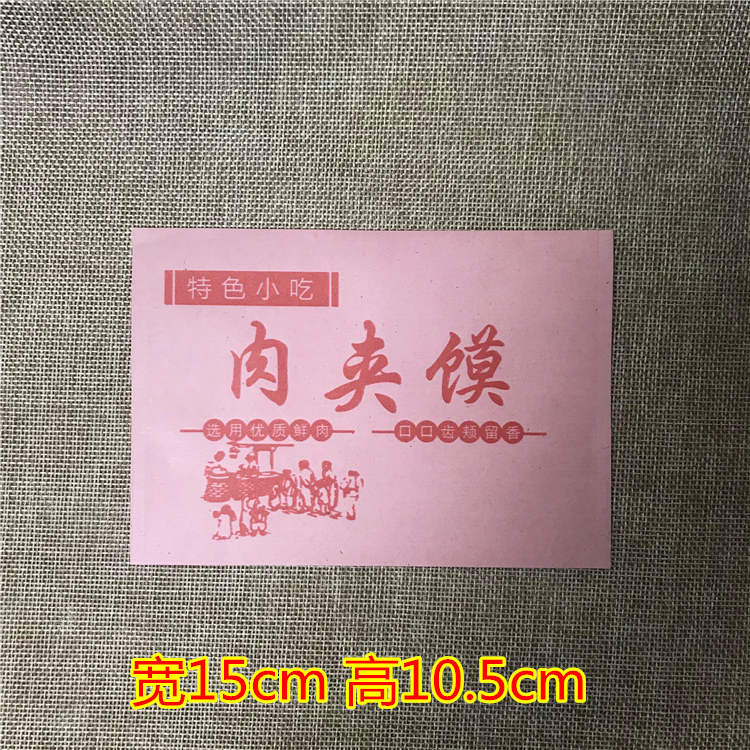 特色小吃
肉夹馍
选用优质鲜肉 口口齿颊留香
宽15cm 高10.5cm